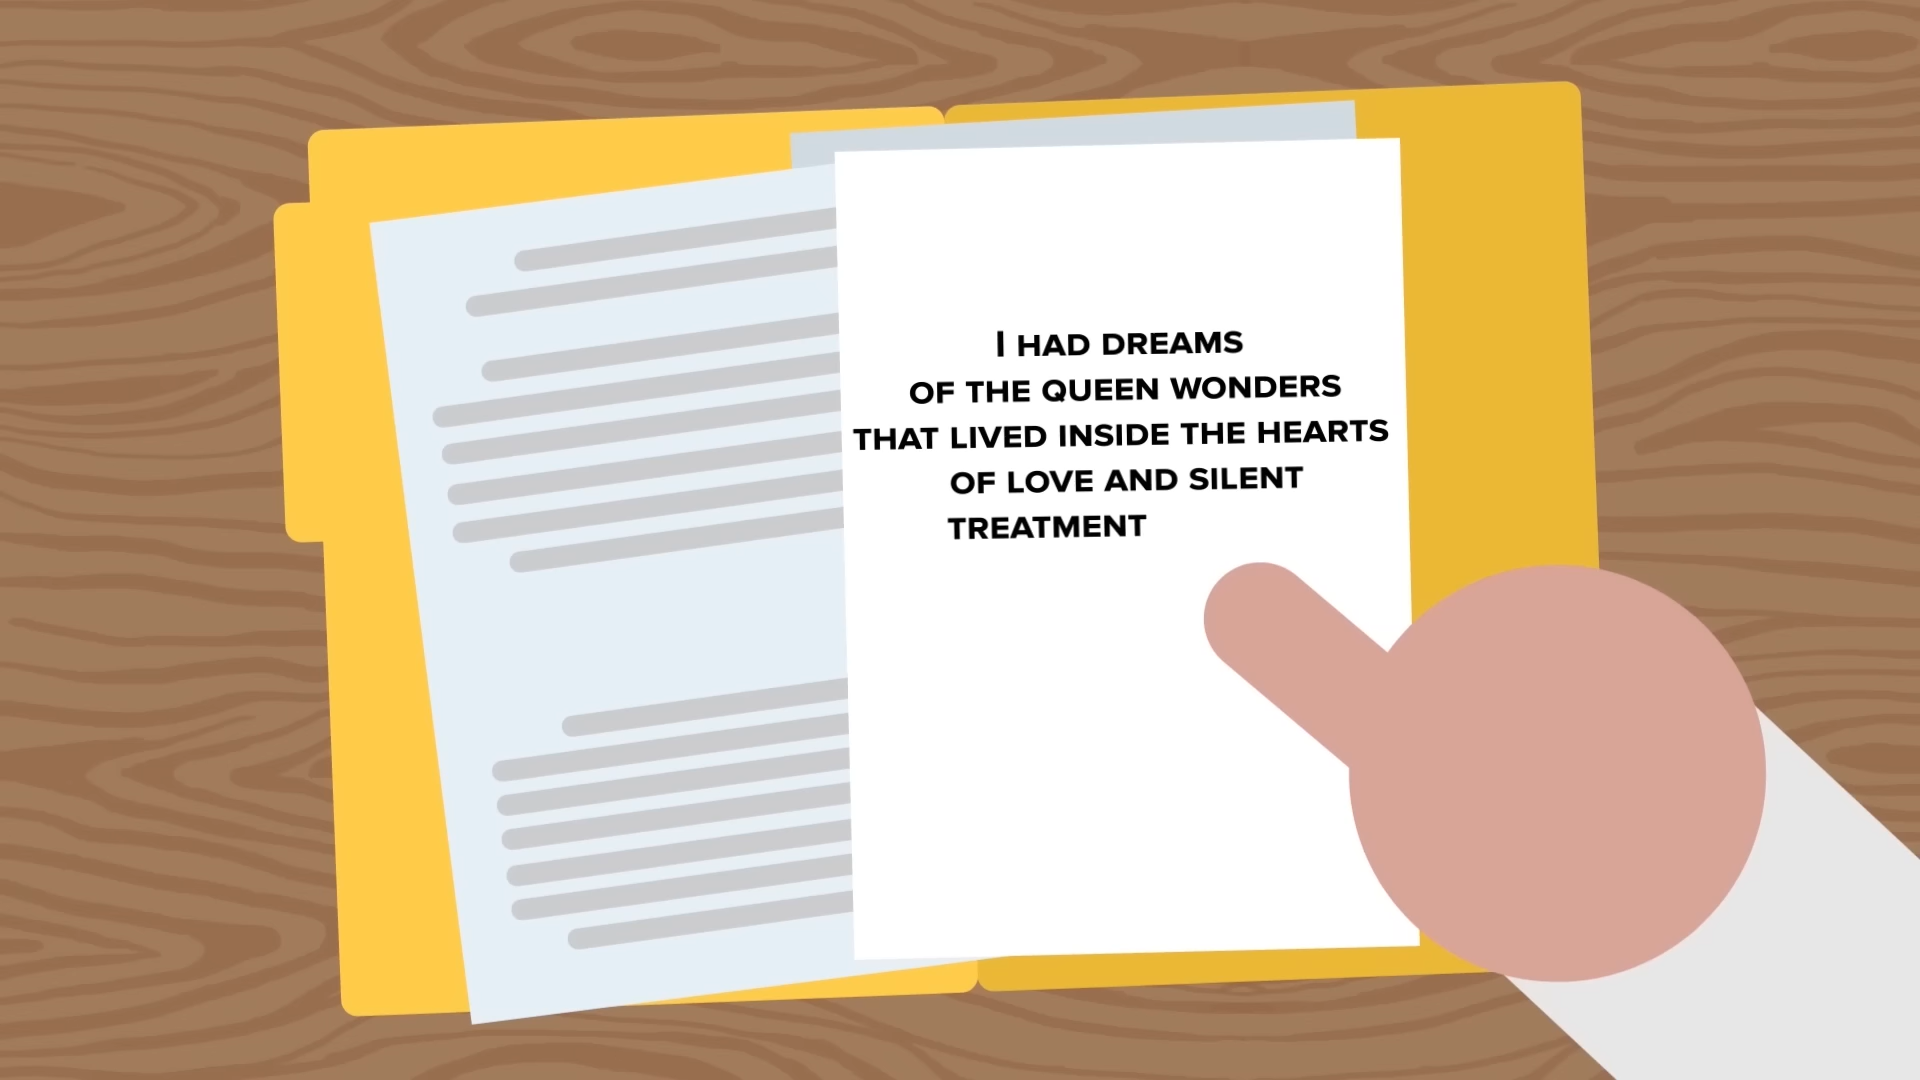 I HAD DREAMS
OF THE QUEEN WONDERS
THAT LIVED INSIDE THE HEARTS
OF LOVE AND SILENT
TREATMENT